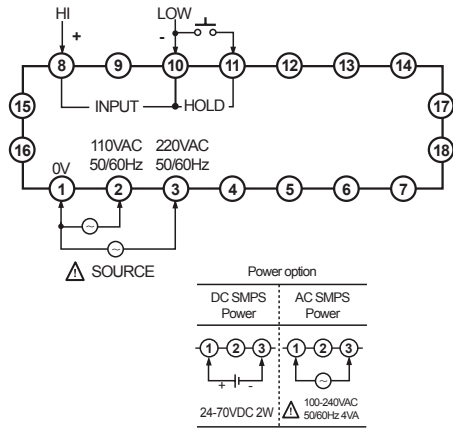 HI
LOW
+
-
8
9
10
11
12
13
14
INPUT
HOLD
15
17
16
18
110VAC
50/60Hz
220VAC
50/60Hz
0V
1
2
3
4
5
6
7
~
~
⚠ SOURCE
Power option
DC SMPS
Power
AC SMPS
Power
1
2
3
1
2
3
+
-
~
24-70VDC 2W
⚠ 100-240VAC
50/60Hz 4VA